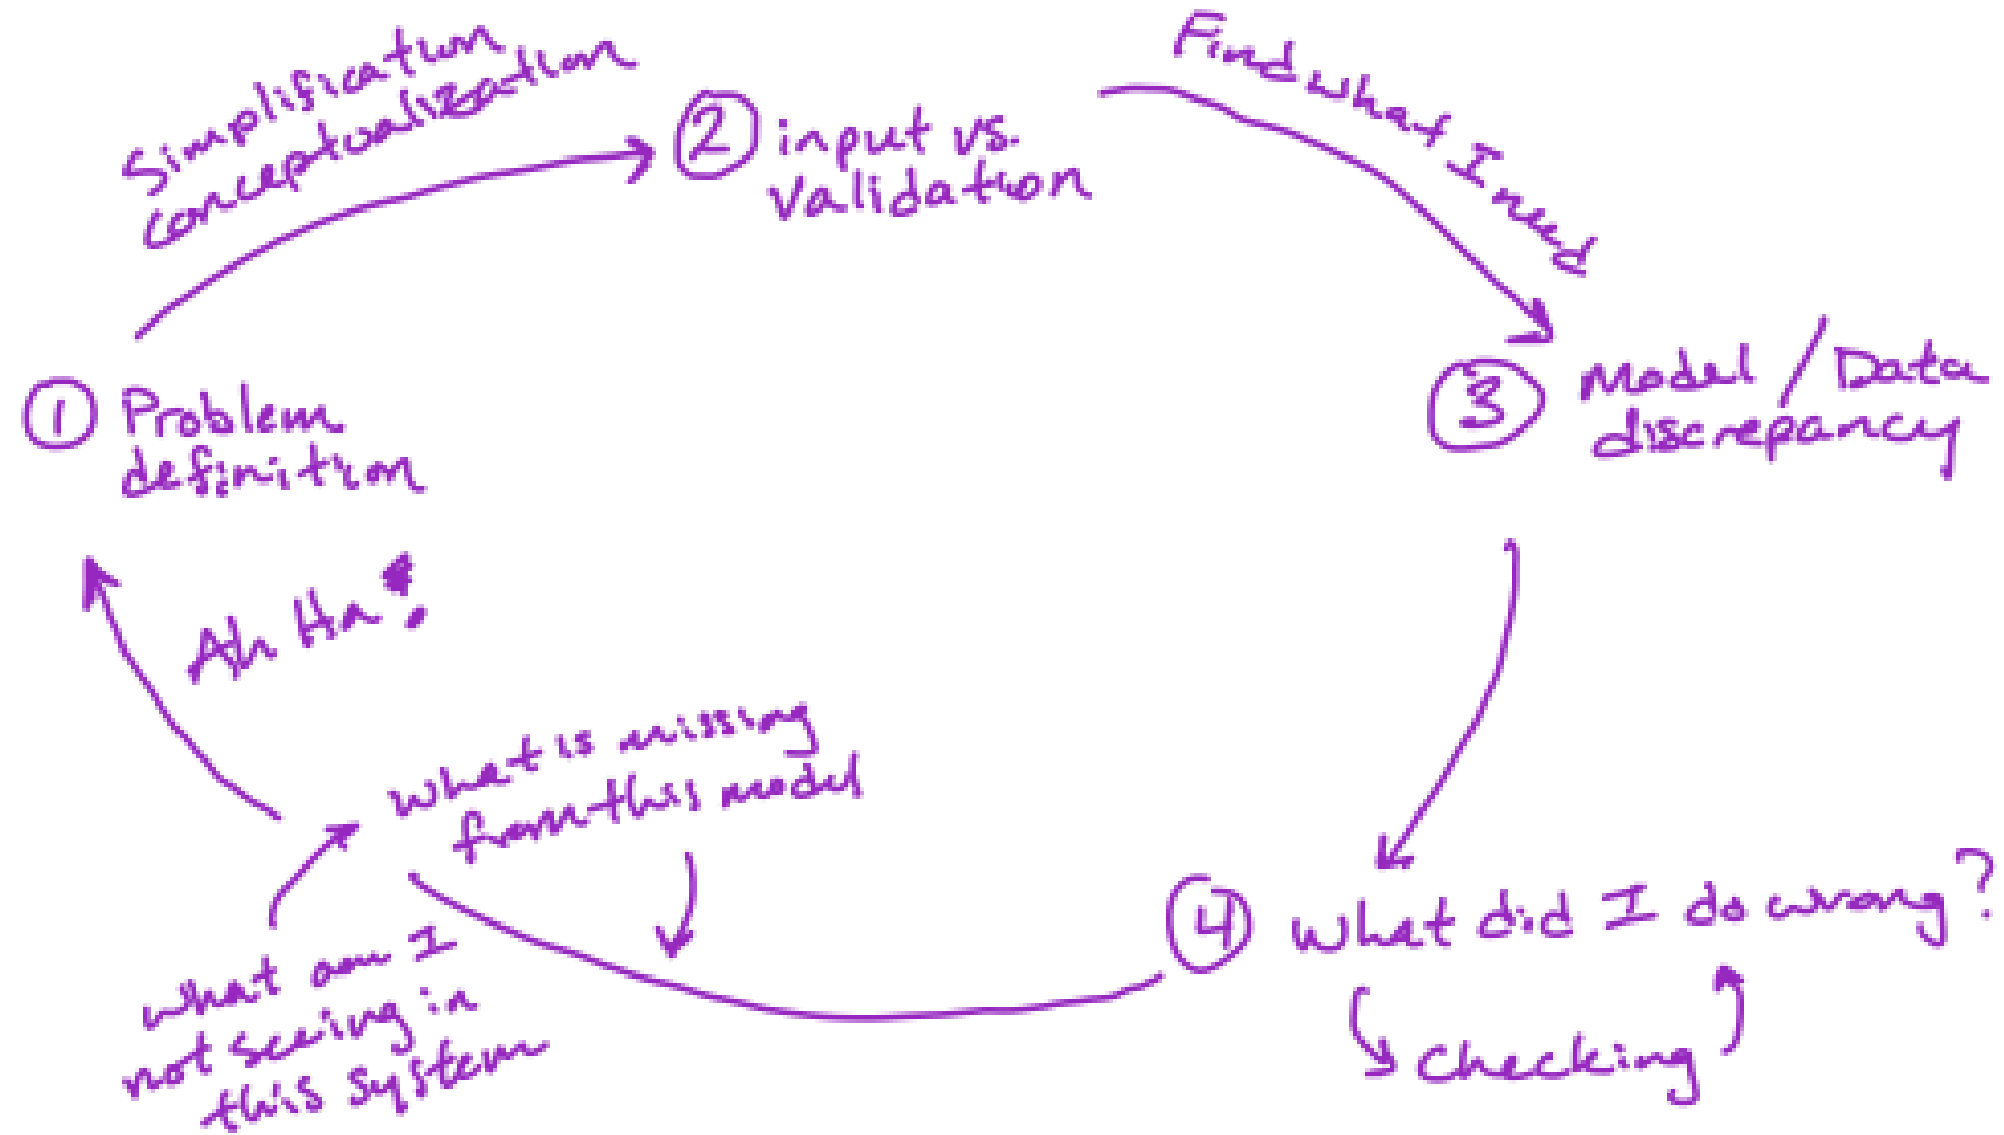 Simplification
conceptualization
② input vs.
validation
Find what I need
① Problem
definition
③ Model / Data
discrepancy
Ah Ha!
What is missing
from this model
④ What did I do wrong?
checking
What am I
not seeing in
this system